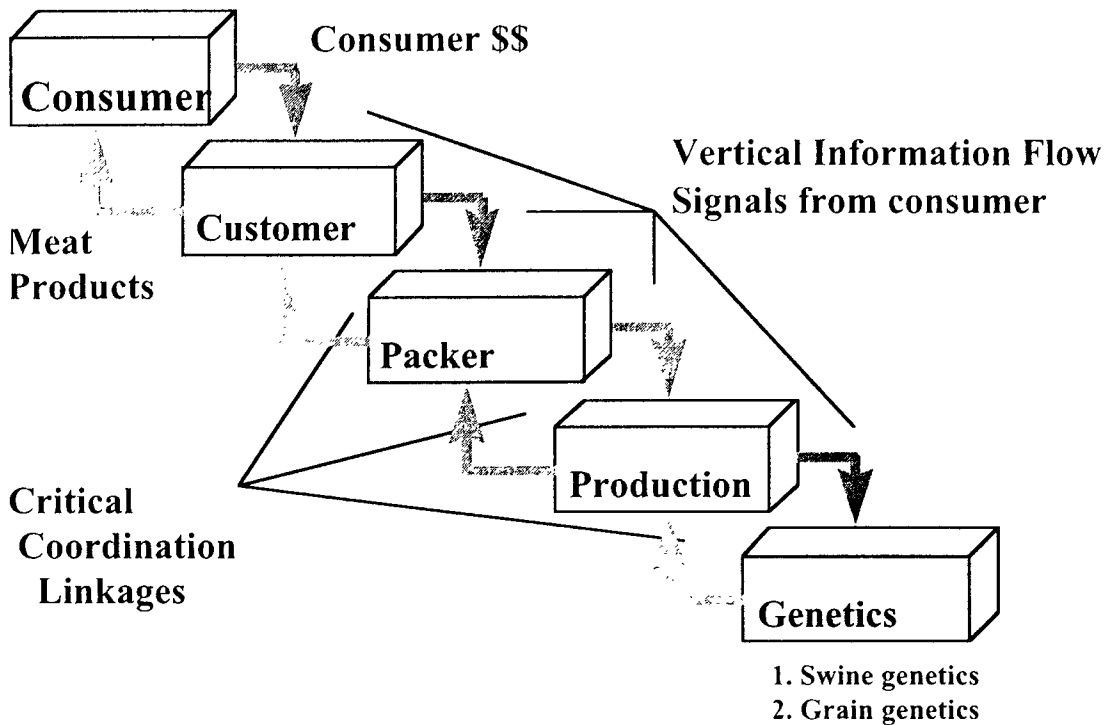 Consumer $$
Consumer
Vertical Information Flow
Signals from consumer
Customer
Meat
Products
Packer
Production
Critical
Coordination
Linkages
Genetics
1. Swine genetics
2. Grain genetics